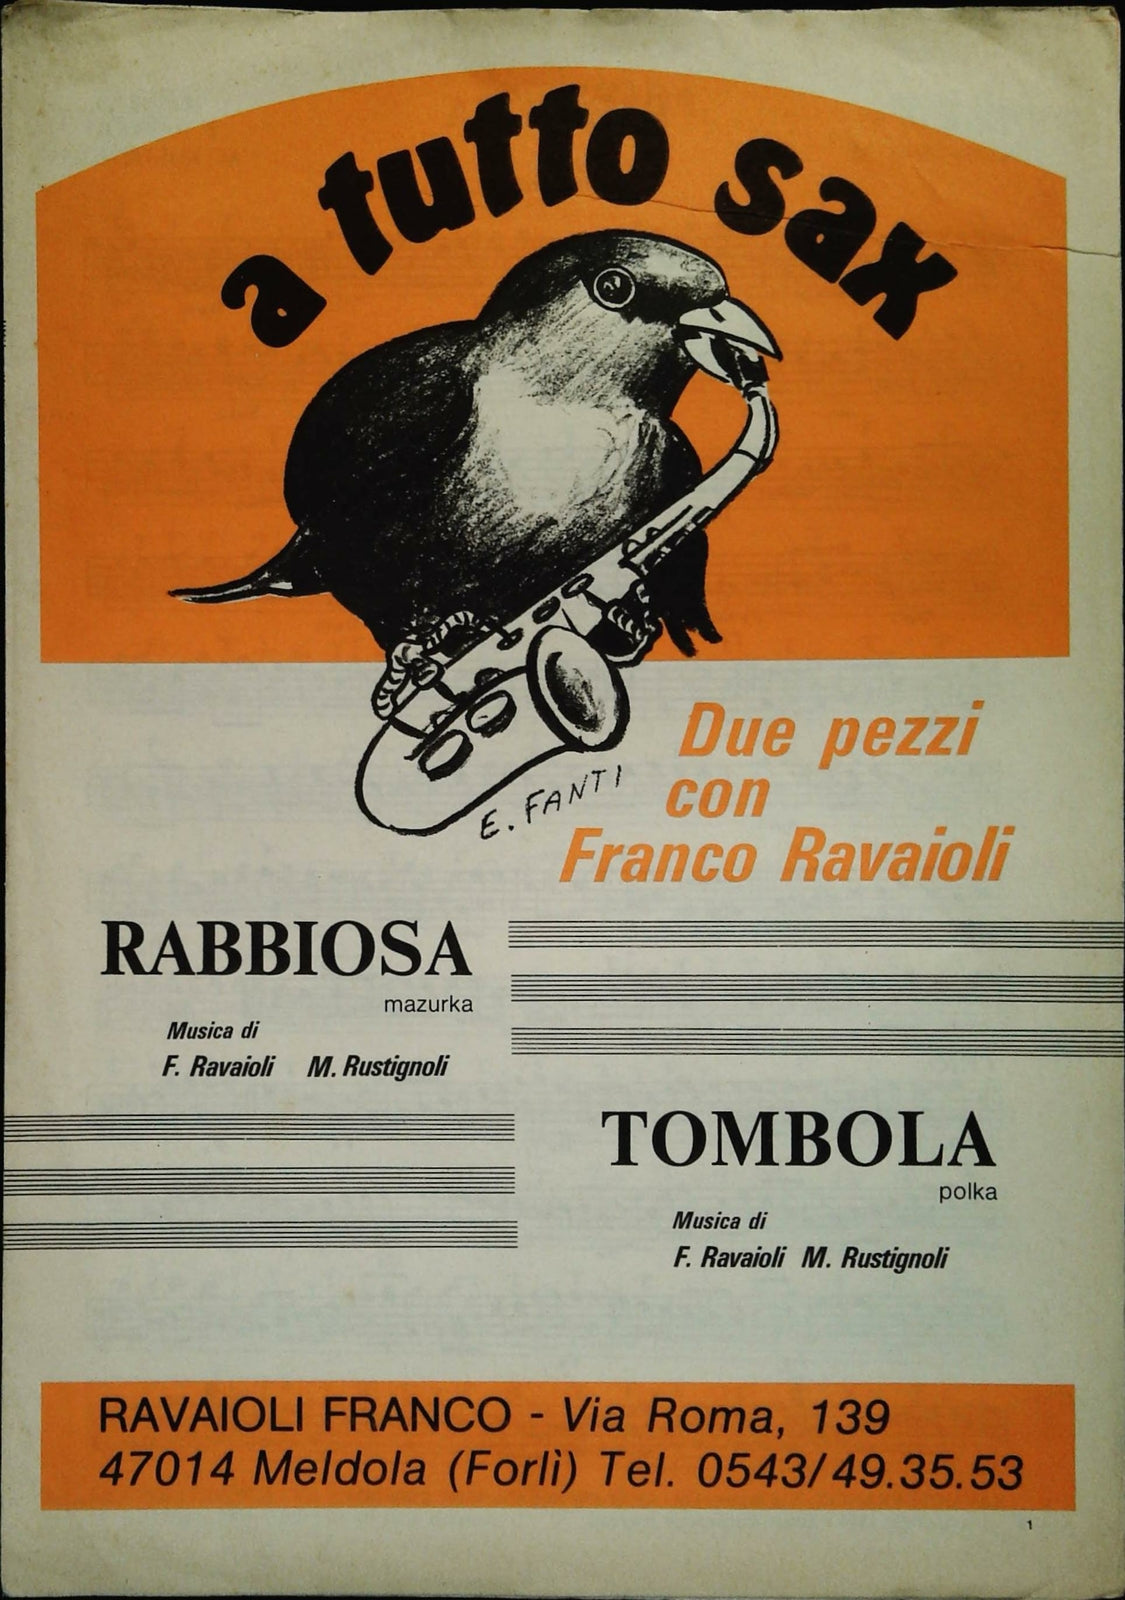 a tutto sax
E. FANTI
Due pezzi
con
Franco Ravaioli
RABBIOSA
mazurka
Musica di
F. Ravaioli M. Rustignoli
TOMBOLA
polka
Musica di
F. Ravaioli M. Rustignoli
RAVAIOLI FRANCO - Via Roma, 139
47014 Meldola (Forlì) Tel. 0543/49.35.53
1